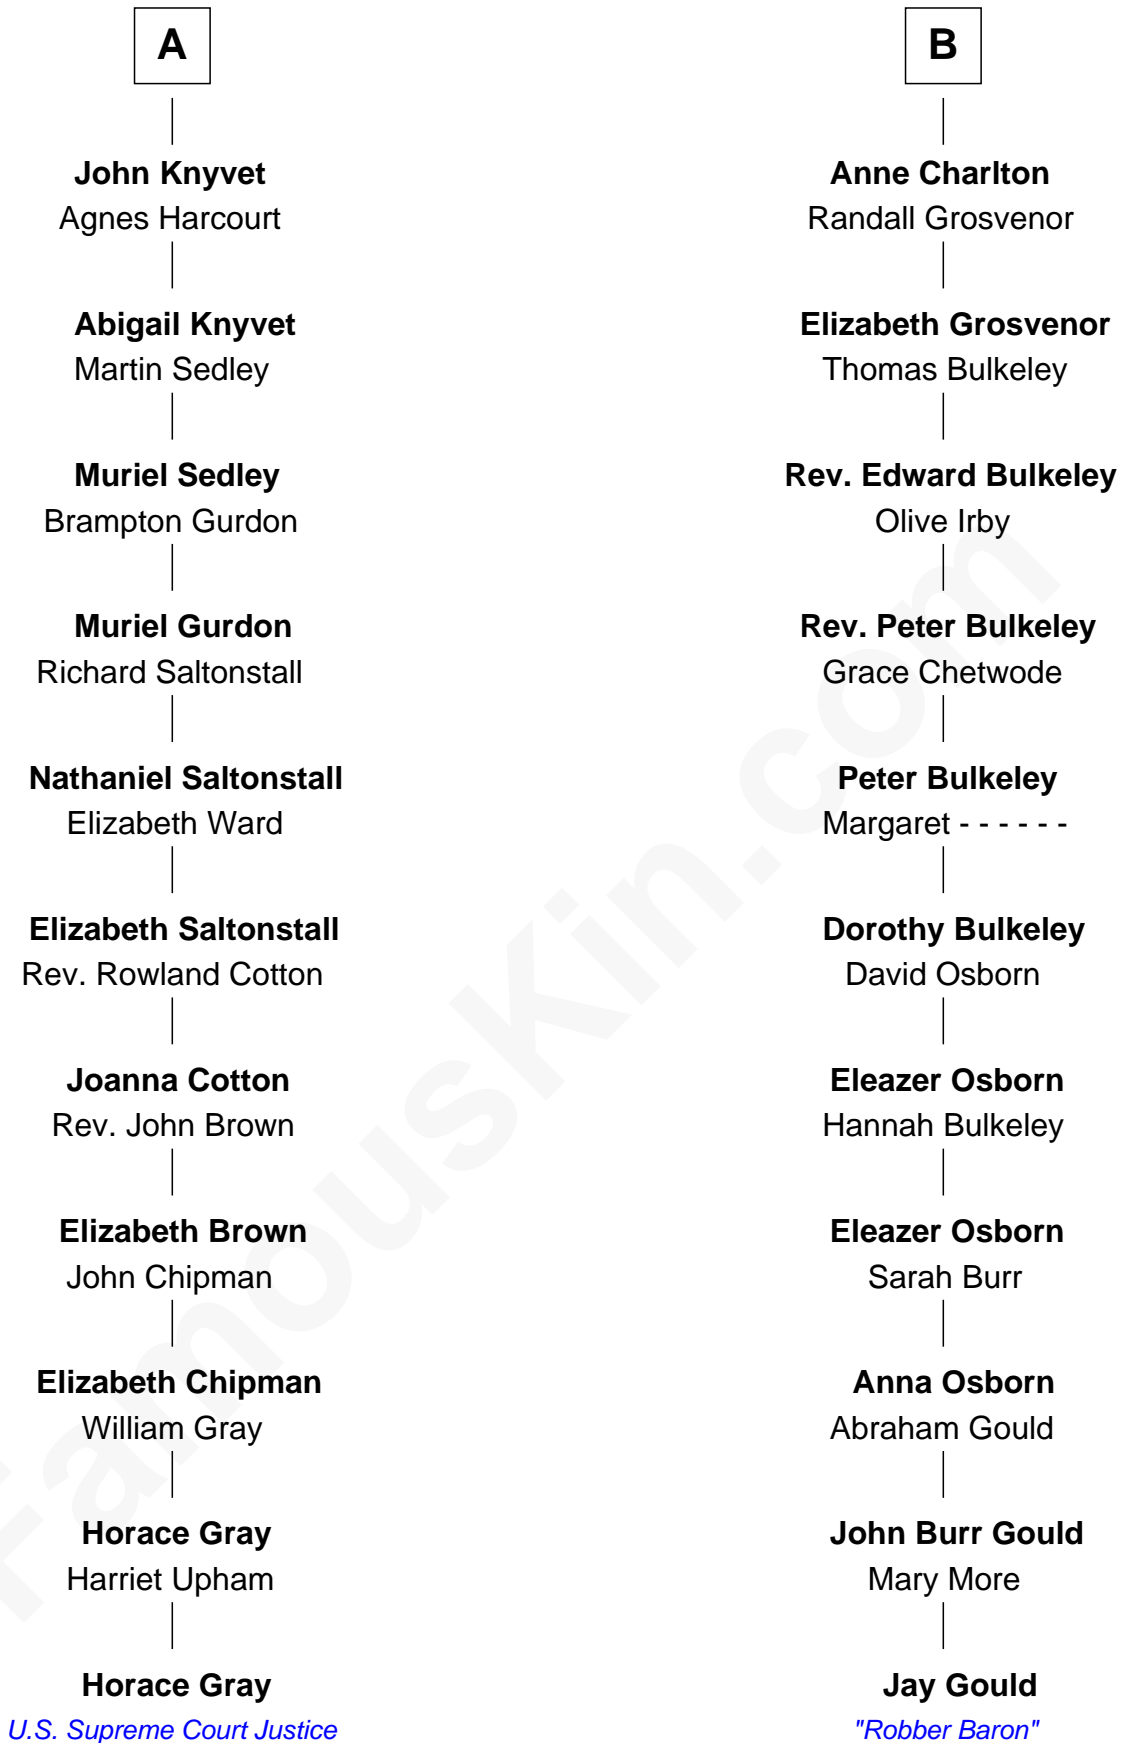 A
John Knyvet
Agnes Harcourt
Abigail Knyvet
Martin Sedley
Muriel Sedley
Brampton Gurdon
Muriel Gurdon
Richard Saltonstall
Nathaniel Saltonstall
Elizabeth Ward
Elizabeth Saltonstall
Rev. Rowland Cotton
Joanna Cotton
Rev. John Brown
Elizabeth Brown
John Chipman
Elizabeth Chipman
William Gray
Horace Gray
Harriet Upham
Horace Gray
U.S. Supreme Court Justice
B
Anne Charlton
Randall Grosvenor
Elizabeth Grosvenor
Thomas Bulkeley
Rev. Edward Bulkeley
Olive Irby
Rev. Peter Bulkeley
Grace Chetwode
Peter Bulkeley
Margaret - - - - - -
Dorothy Bulkeley
David Osborn
Eleazer Osborn
Hannah Bulkeley
Eleazer Osborn
Sarah Burr
Anna Osborn
Abraham Gould
John Burr Gould
Mary More
Jay Gould
"Robber Baron"
FamousKin.com